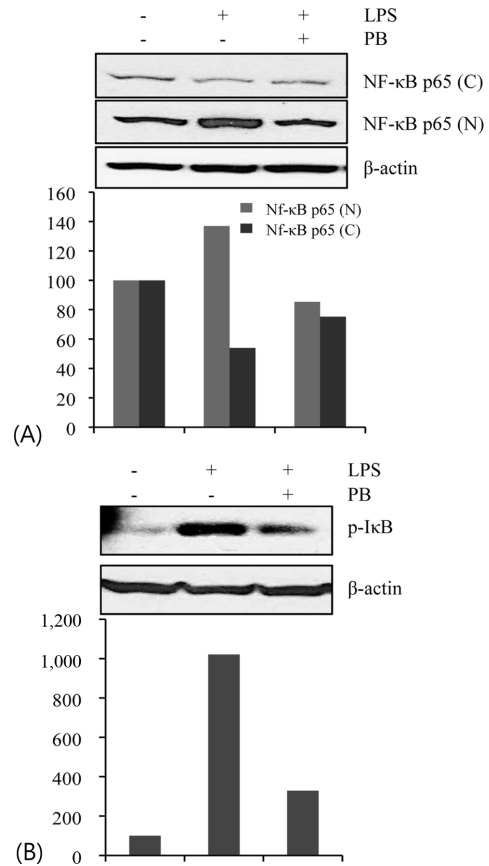 - + + LPS
- - + PB
NF-κB p65 (C)
NF-κB p65 (N)
β-actin
160
140
120
100
80
60
40
20
0
Nf-κB p65 (N)
Nf-κB p65 (C)
(A)
- + + LPS
- - + PB
p-IκB
β-actin
1,200
1,000
800
600
400
200
0
(B)